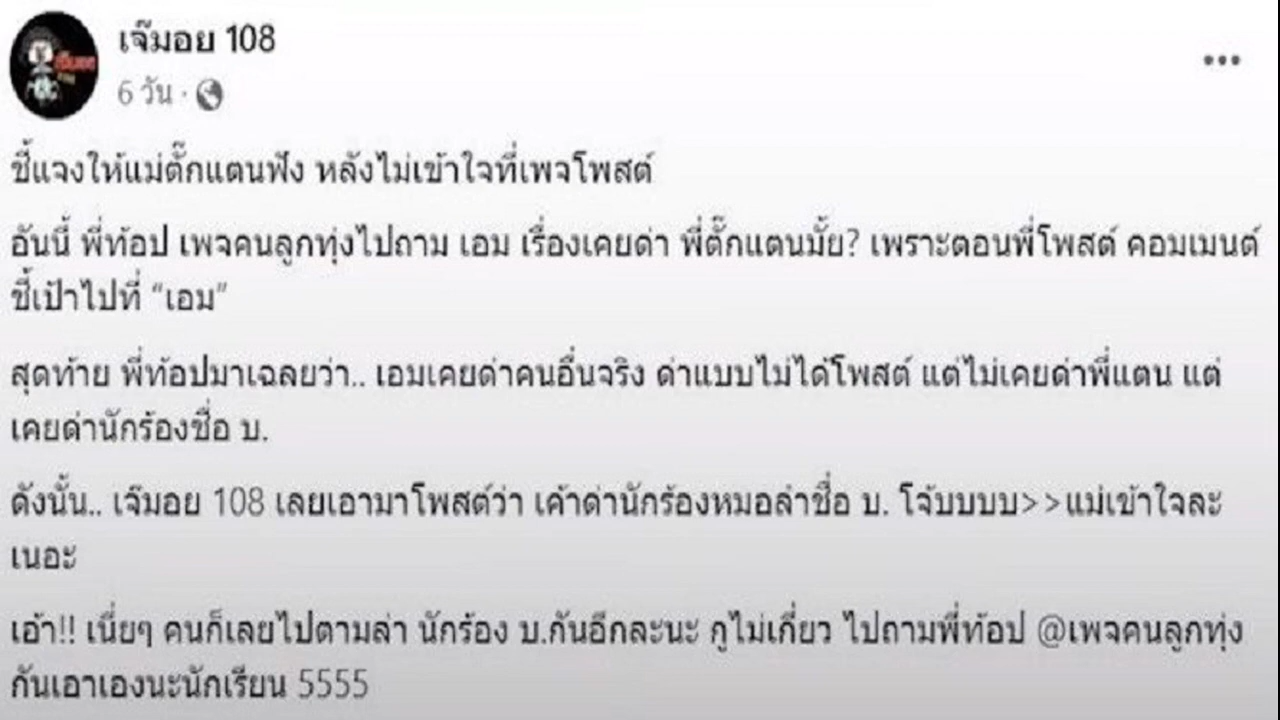 เจ๊มอย 108
6 วัน ·
ชี้แจงให้แม่ตั๊กแตนฟัง หลังไม่เข้าใจที่เพจโพสต์
อันนี้ พี่ท้อป เพจคนลูกทุ่งไปถาม เอม เรื่องเคยด่า พี่ตั๊กแตนมั้ย? เพราะตอนพี่โพสต์ คอมเมนต์
ชี้เป้าไปที่ “เอม”
สุดท้าย พี่ท้อปมาเฉลยว่า.. เอมเคยด่าคนอื่นจริง ด่าแบบไม่ได้โพสต์ แต่ไม่เคยด่าพี่แตน แต่
เคยด่านักร้องชื่อ บ.
ดังนั้น.. เจ๊มอย 108 เลยเอามาโพสต์ว่า เค้าด่านักร้องหมอลำชื่อ บ. โจ้บบบบ>>แม่เข้าใจละ
เนอะ
เอ้า!! เนี่ยๆ คนก็เลยไปตามล่า นักร้อง บ.กันอีกละนะ กูไม่เกี่ยว ไปถามพี่ท้อป @เพจคนลูกทุ่ง
กันเอาเองนะนักเรียน 5555